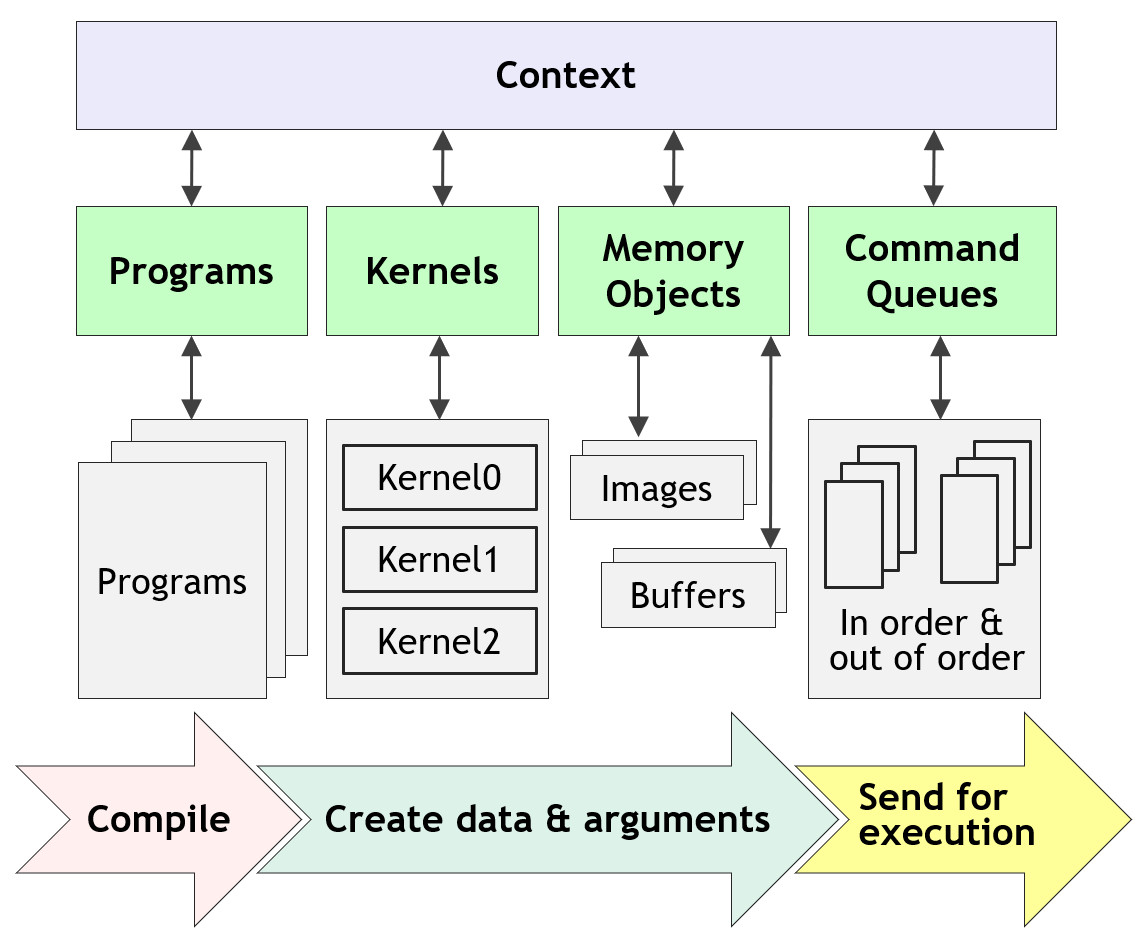 Context
Programs
Kernels
Memory
Objects
Command
Queues
Programs
Kernel0
Kernel1
Kernel2
Images
Buffers
In order &
out of order
Compile
Create data & arguments
Send for
execution